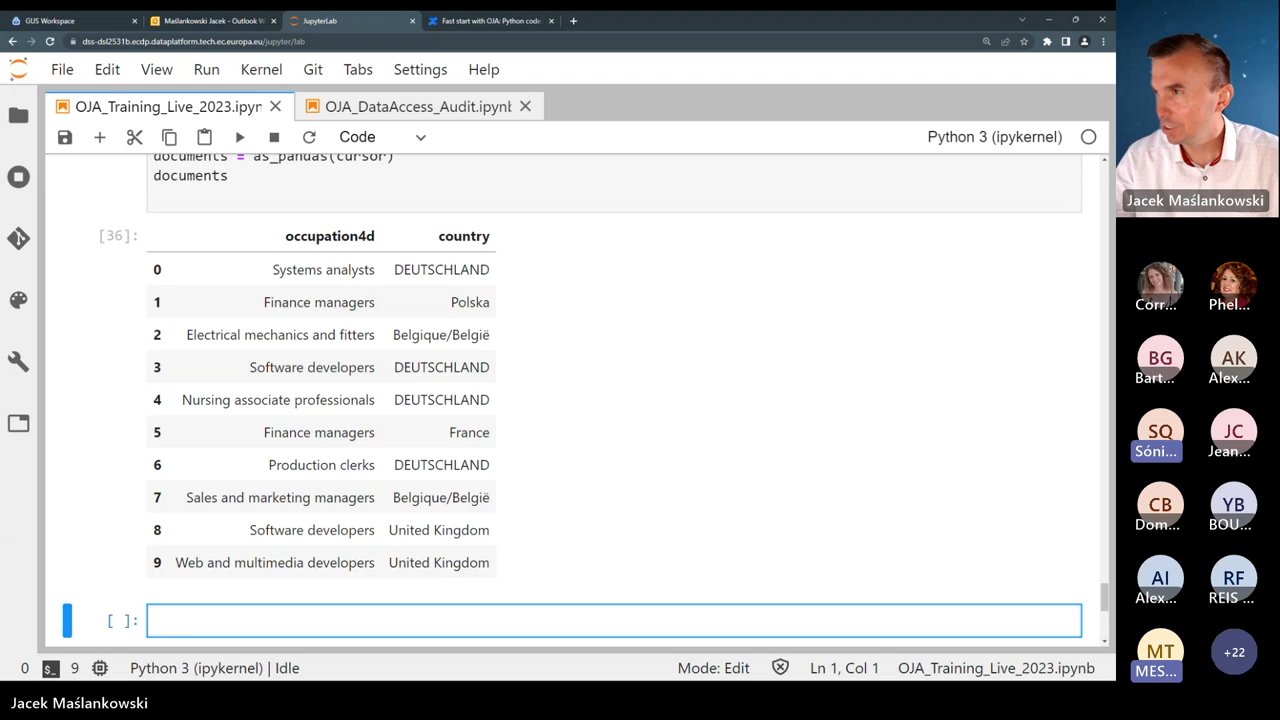 GUS Workspace
Maślankowski Jacek - Outlook W
JupyterLab
Fast start with OJA: Python code
dss-dsl2531b.ecdp.dataplatform.tech.ec.europa.eu/jupyter/lab
File Edit View Run Kernel Git Tabs Settings Help
OJA_Training_Live_2023.ipyn
OJA_DataAccess_Audit.ipynb
Code
Python 3 (ipykernel)
documents = as_pandas(cursor)
documents
[36]:
occupation4d country
0 Systems analysts DEUTSCHLAND
1 Finance managers Polska
2 Electrical mechanics and fitters Belgique/België
3 Software developers DEUTSCHLAND
4 Nursing associate professionals DEUTSCHLAND
5 Finance managers France
6 Production clerks DEUTSCHLAND
7 Sales and marketing managers Belgique/België
8 Software developers United Kingdom
9 Web and multimedia developers United Kingdom
[ ]:
0 $_ 9 Python 3 (ipykernel) | Idle
Mode: Edit
Ln 1, Col 1
OJA_Training_Live_2023.ipynb
Jacek Maślankowski
Jacek Maślankowski
Corr...
Phel...
BG
Bart...
AK
Alex...
SQ
Sóni...
JC
Jean...
CB
Dom...
YB
BOU...
AI
Alex...
RF
REIS ...
MT
MES...
+22